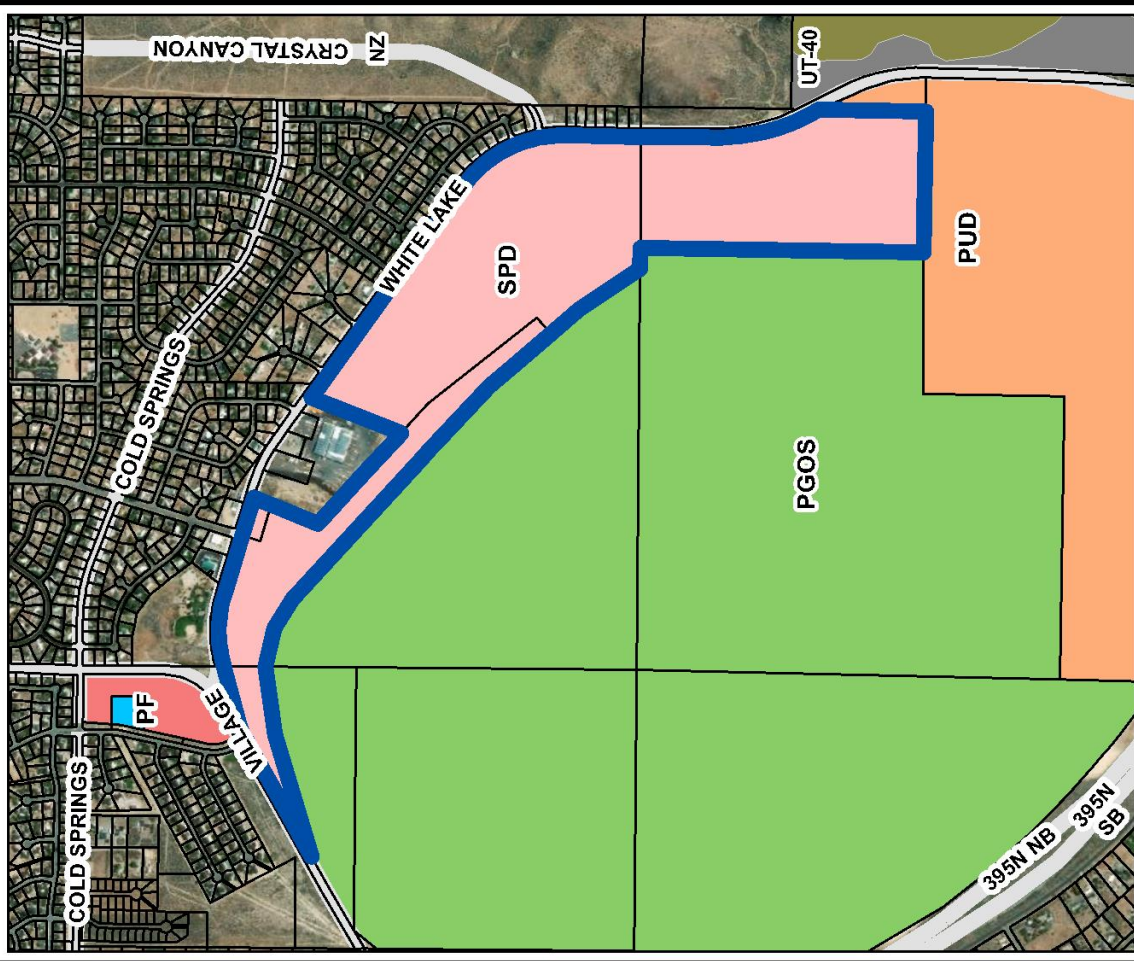 CRYSTAL CANYON
NZ
UT-40
WHITE LAKE
SPD
PUD
COLD SPRINGS
PGOS
PF
VILLAGE
COLD SPRINGS
395N NB
395N
SB